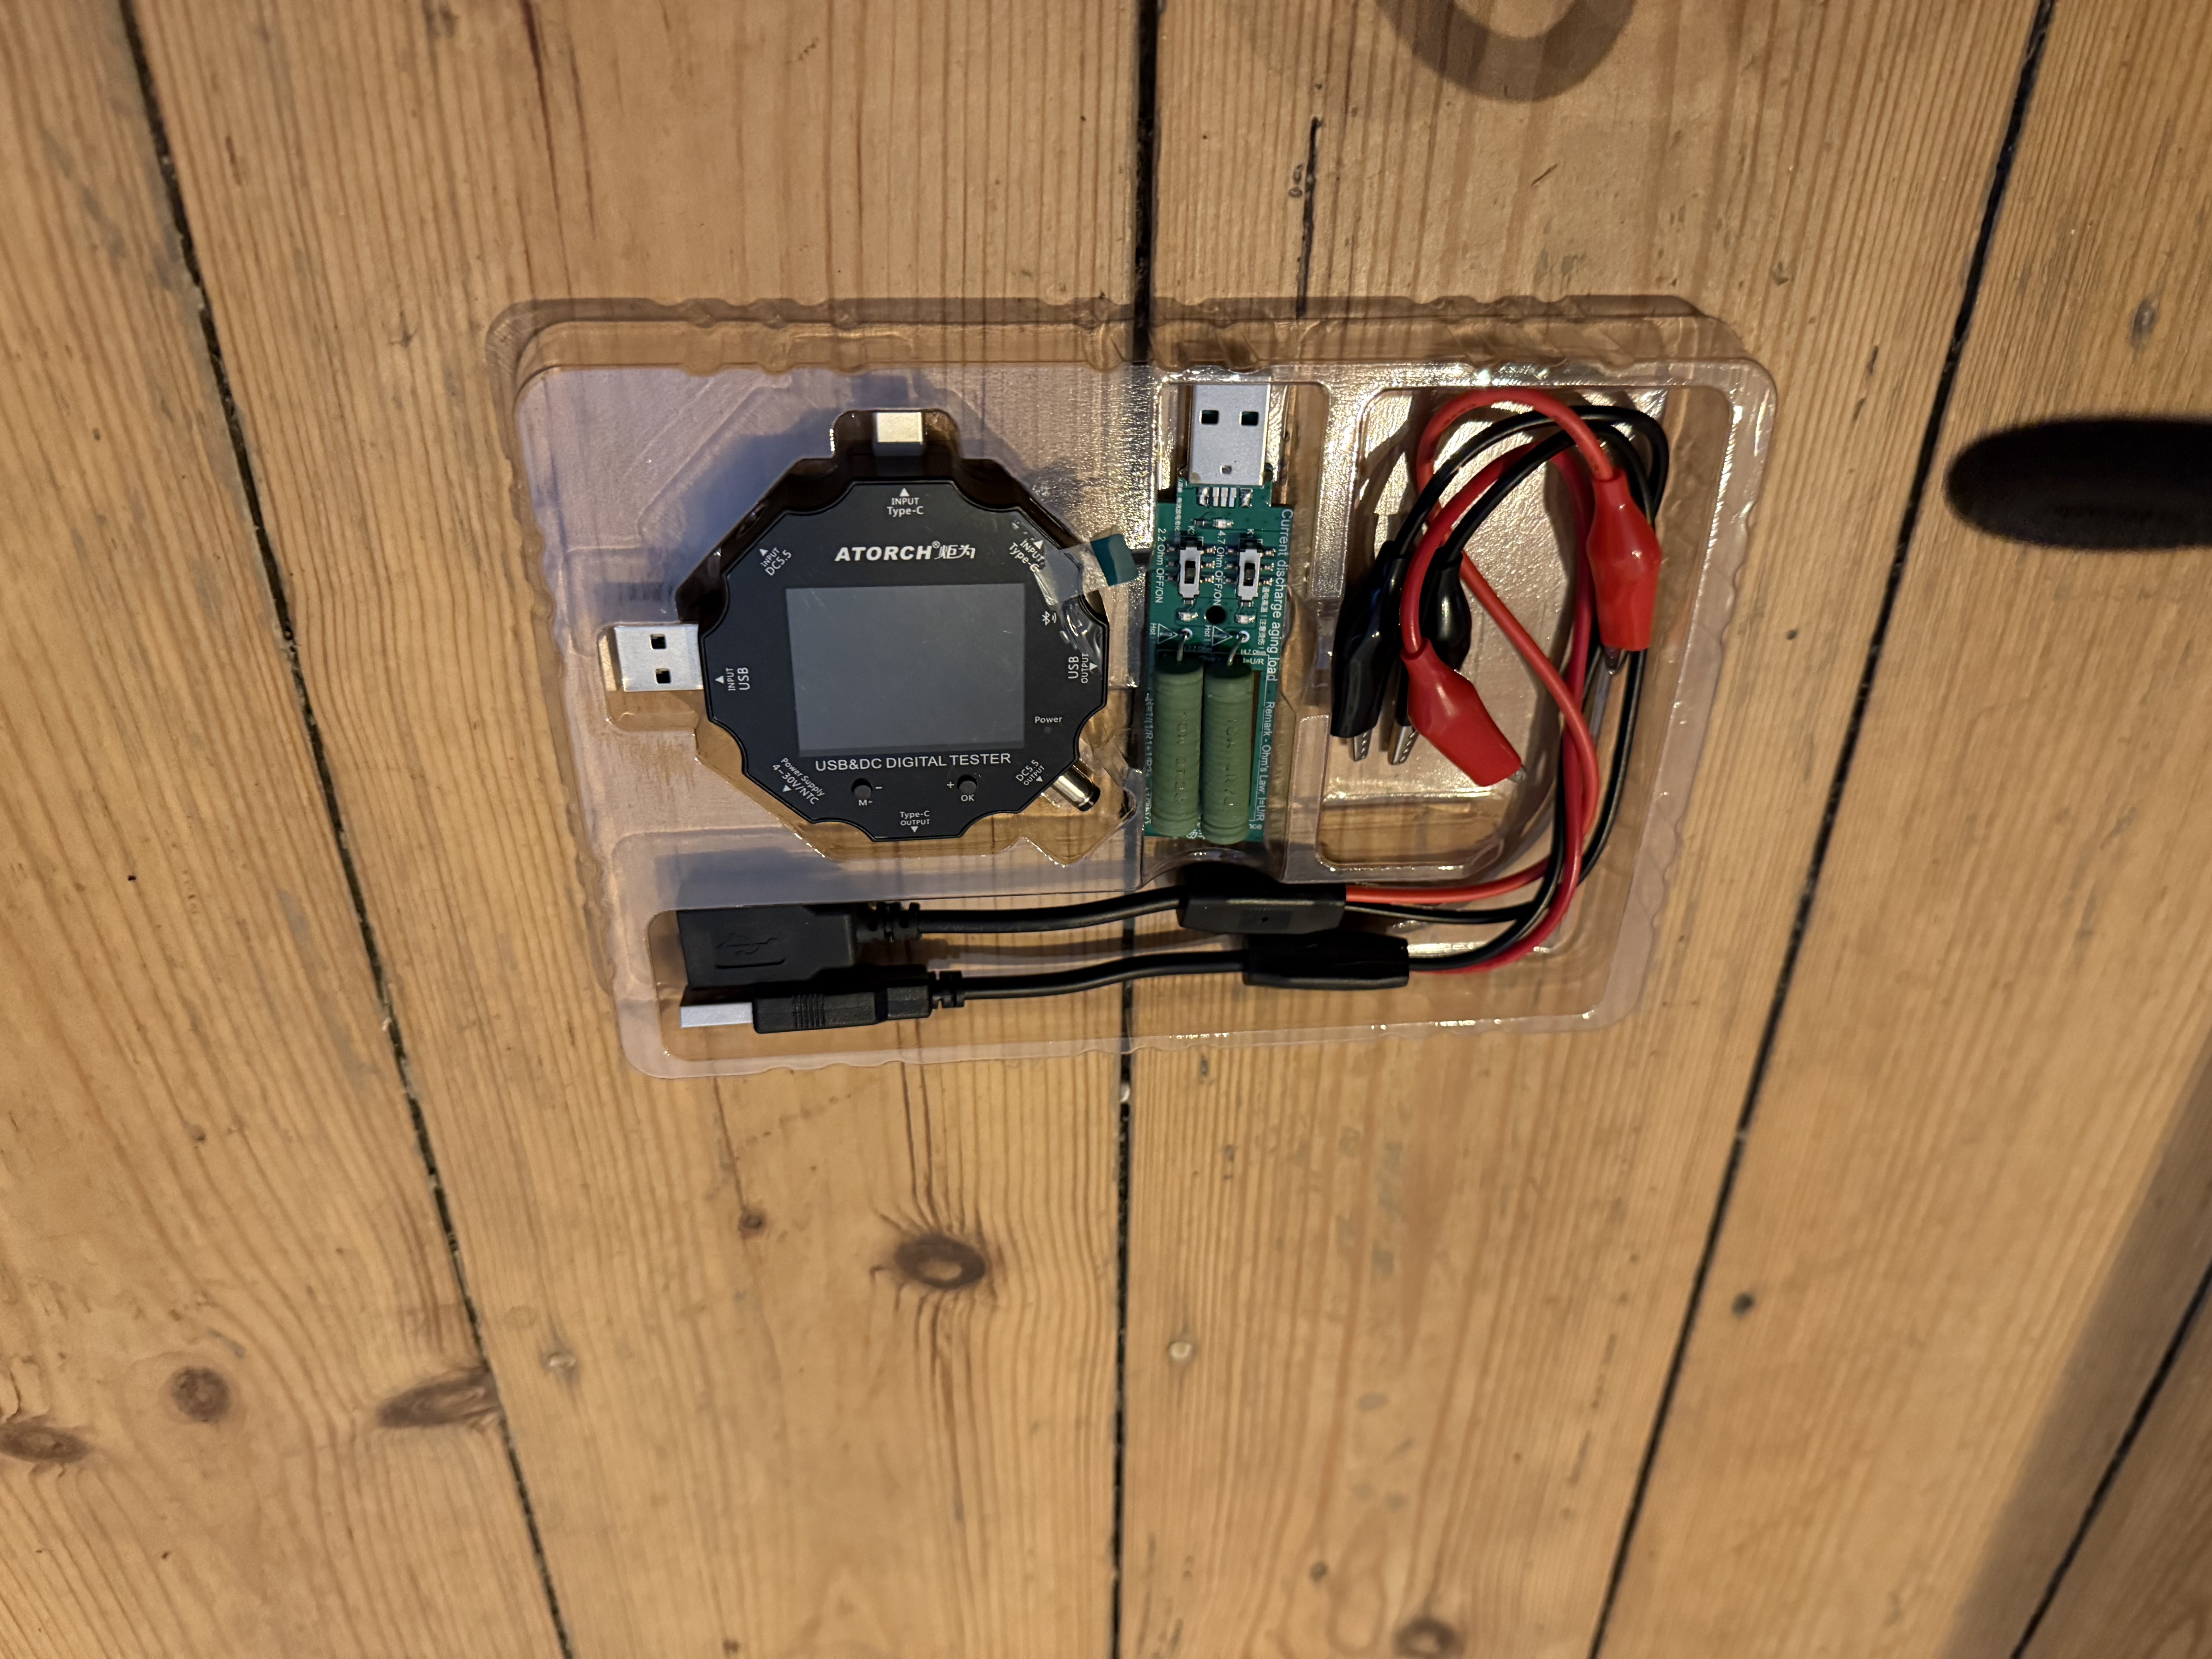 ATORCH® 炬为
INPUT
DC5.5
INPUT
Type-C
INPUT
USB
INPUT
Power Supply
4~30V/NTC
USB&DC DIGITAL TESTER
M-
-
+
OK
Type-C
OUTPUT
DC5.5
OUTPUT
Power
USB
OUTPUT
2.2 Ohm OFF/ON
4.7 Ohm OFF/ON
Hot
Hot
Current discharge aging load
Remark - Ohm's Law: I=U/R